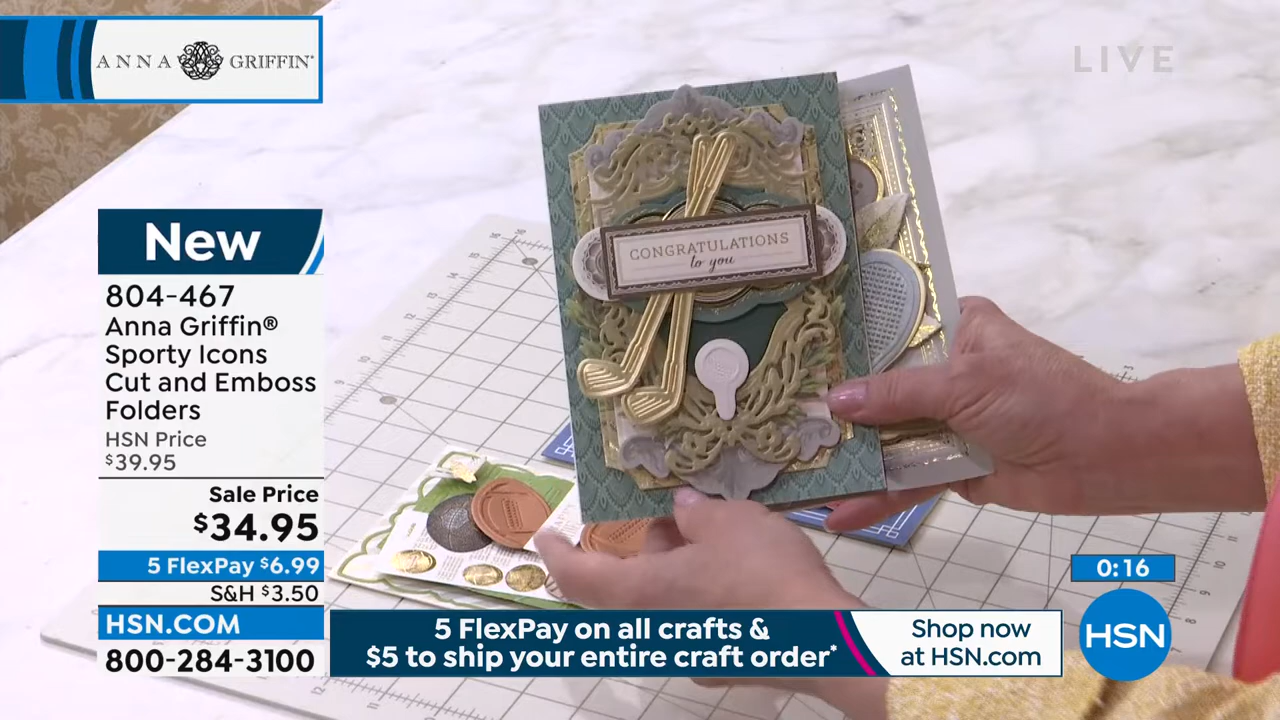 ANNA GRIFFIN
LIVE
New
804-467
Anna Griffin®
Sporty Icons
Cut and Emboss
Folders
HSN Price
$39.95
Sale Price
$34.95
5 FlexPay $6.99
S&H $3.50
HSN.COM
800-284-3100
CONGRATULATIONS
to you
0:16
5 FlexPay on all crafts &
$5 to ship your entire craft order*
Shop now
at HSN.com
HSN